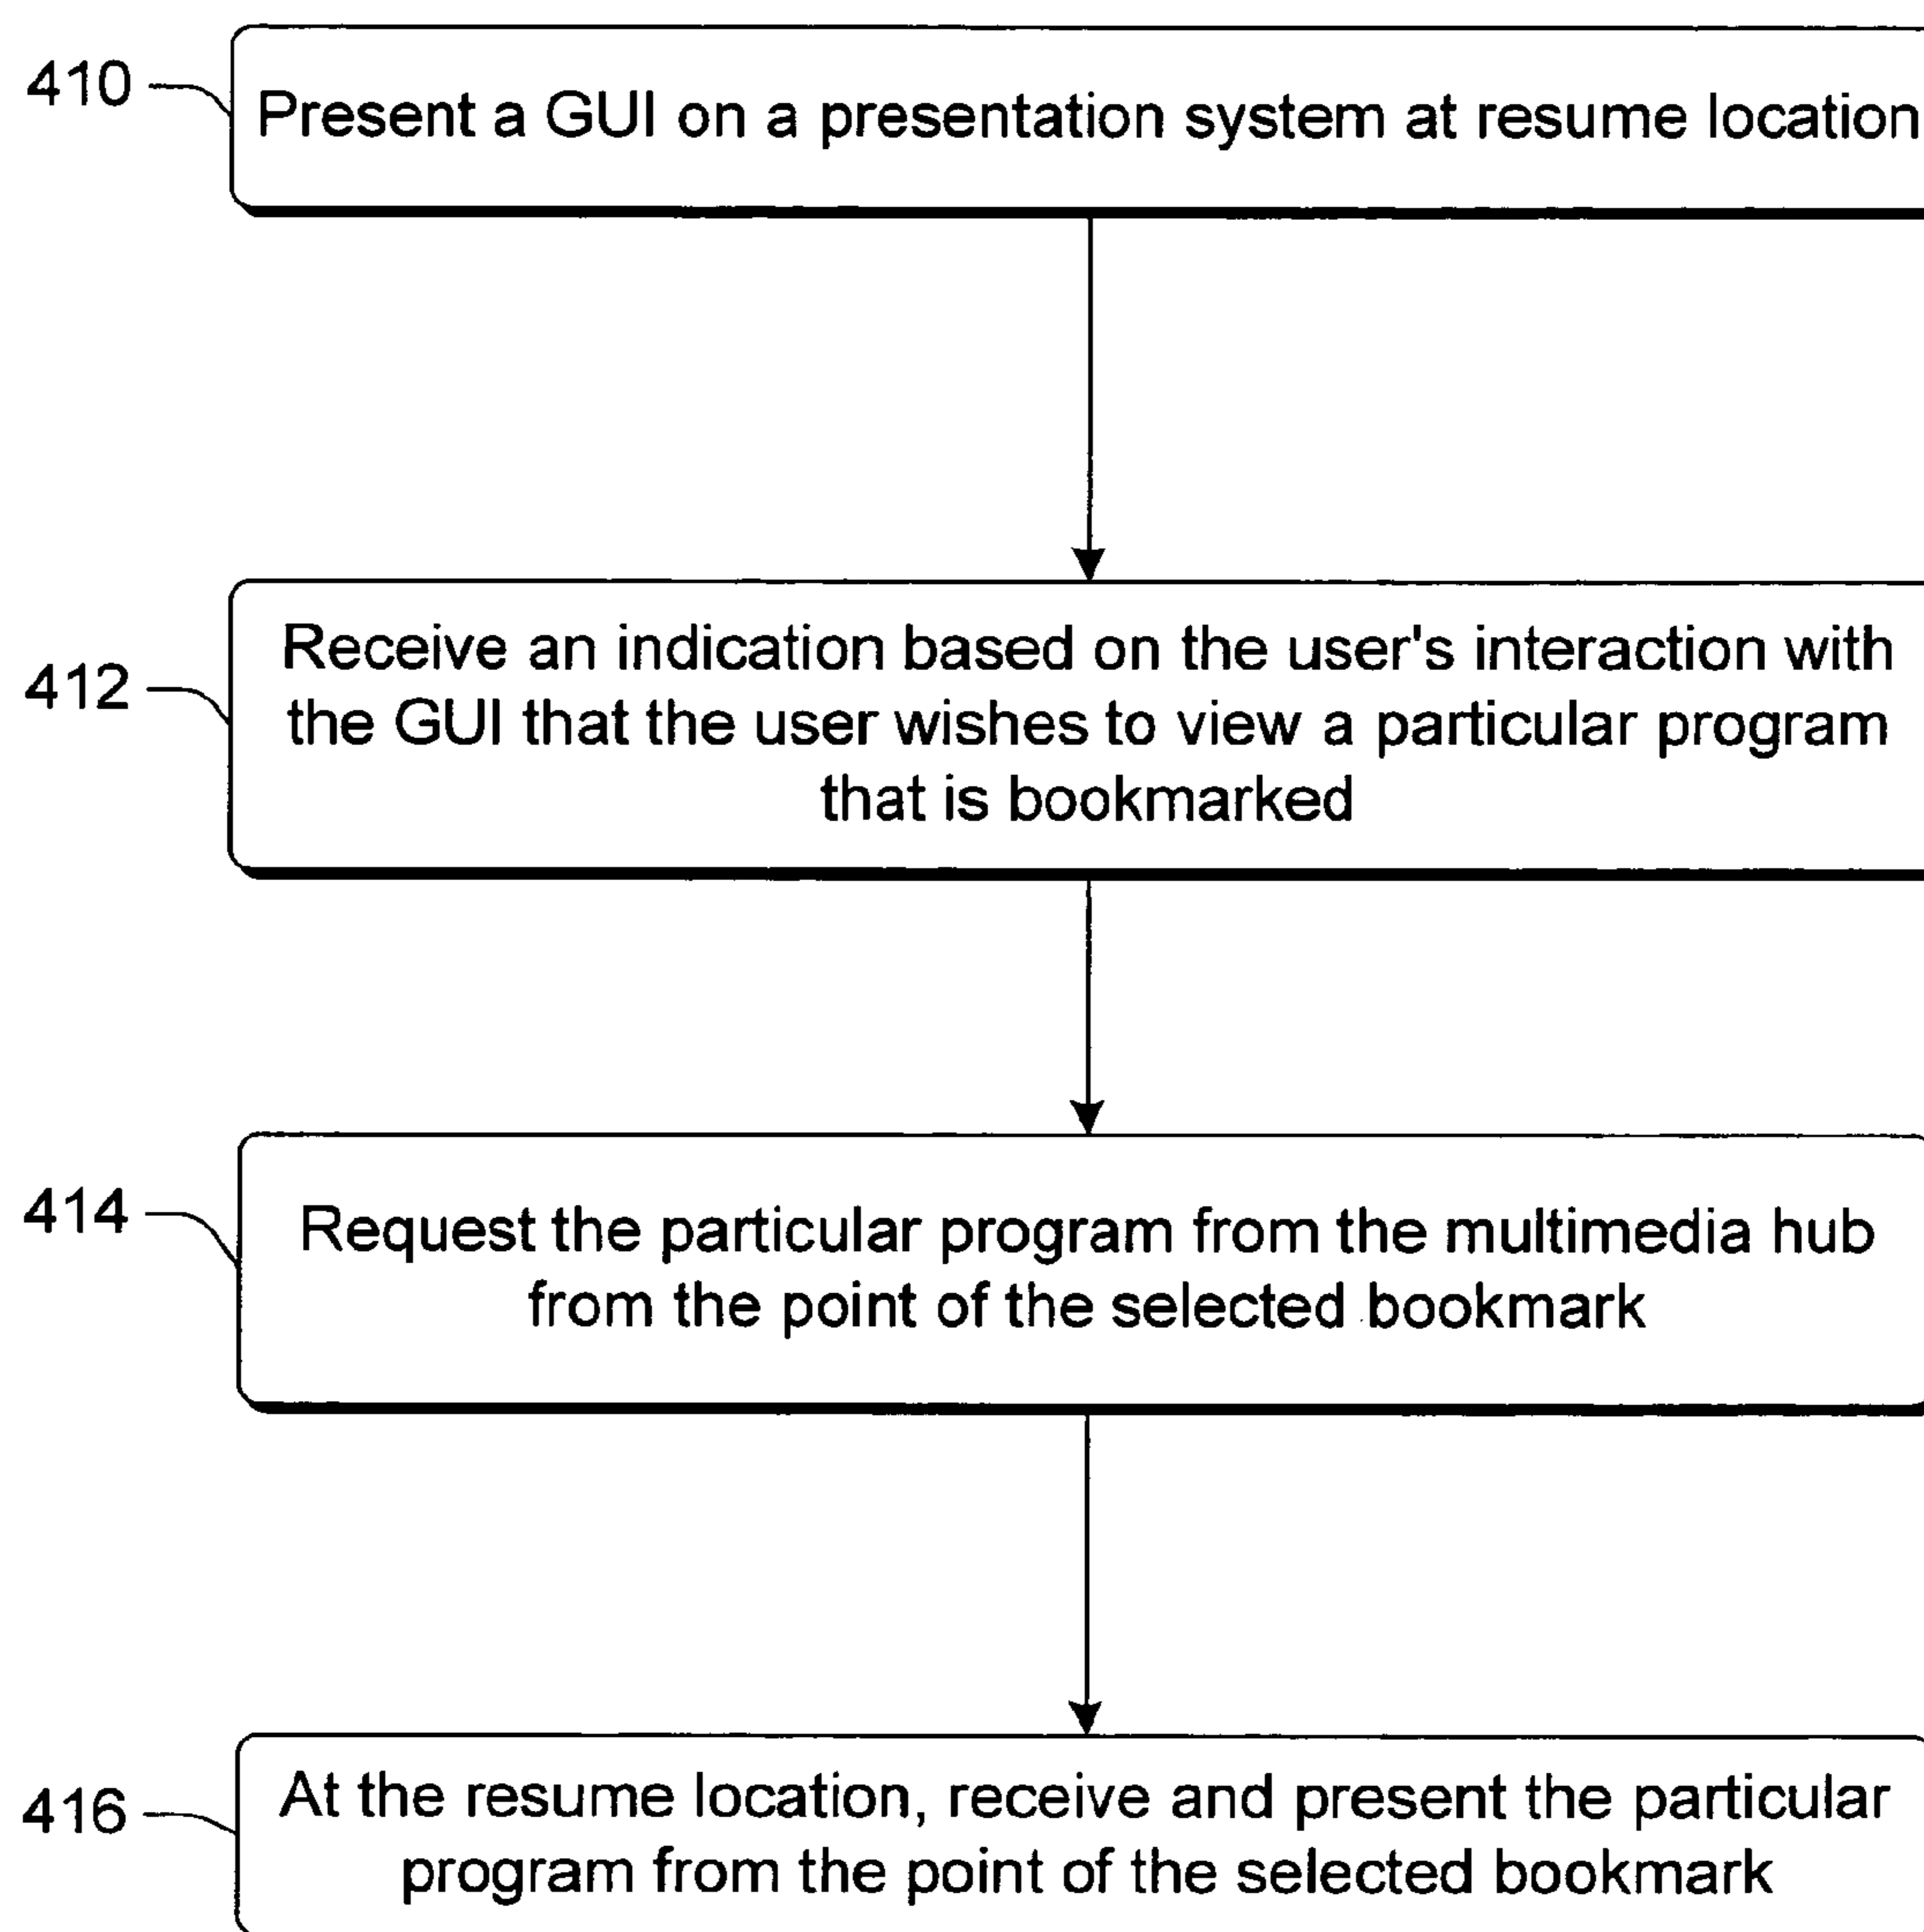 410
Present a GUI on a presentation system at resume location
412
Receive an indication based on the user's interaction with
the GUI that the user wishes to view a particular program
that is bookmarked
414
Request the particular program from the multimedia hub
from the point of the selected bookmark
416
At the resume location, receive and present the particular
program from the point of the selected bookmark